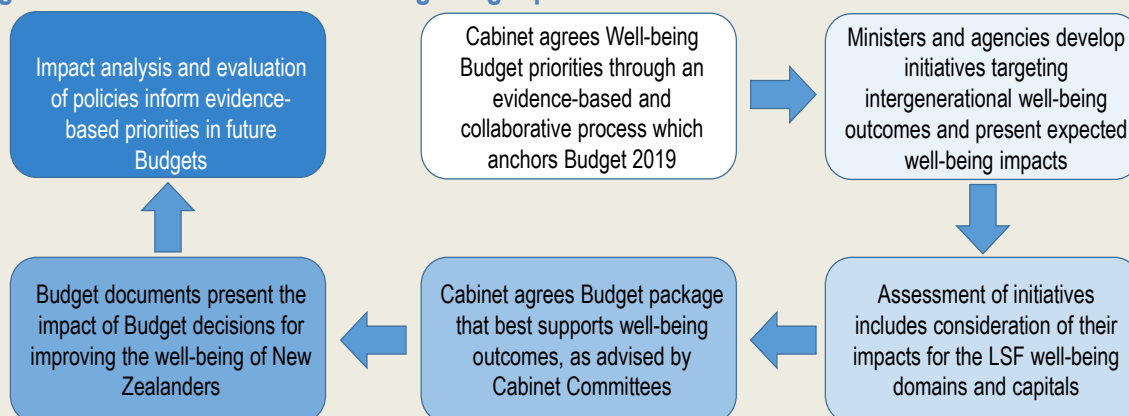 Impact analysis and evaluation
of policies inform evidence-
based priorities in future
Budgets
Cabinet agrees Well-being
Budget priorities through an
evidence-based and
collaborative process which
anchors Budget 2019
Ministers and agencies develop
initiatives targeting
intergenerational well-being
outcomes and present expected
well-being impacts
Budget documents present the
impact of Budget decisions for
improving the well-being of New
Zealanders
Cabinet agrees Budget package
that best supports well-being
outcomes, as advised by
Cabinet Committees
Assessment of initiatives
includes consideration of their
impacts for the LSF well-being
domains and capitals